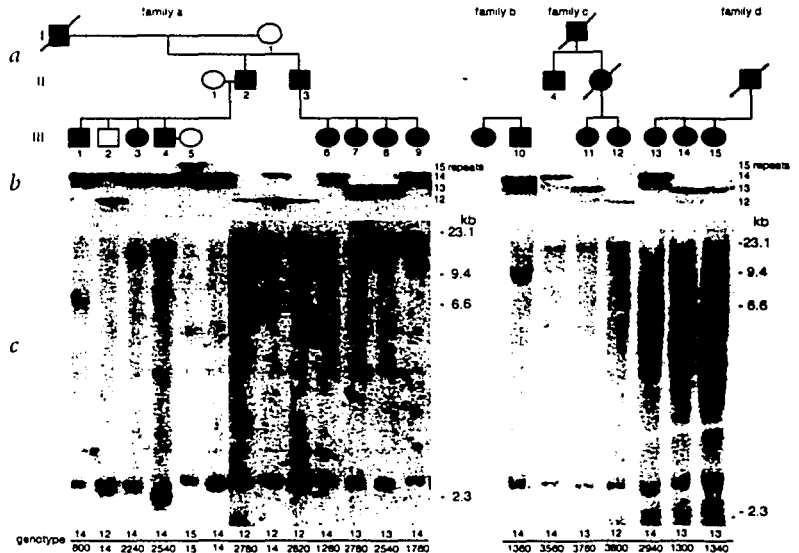 family a family b family c family d
a
I
1
II
1 2 3 4
III
1 2 3 4 5 6 7 8 9 10 11 12 13 14 15
b
15 repeats 15 repeats
14 14
13 13
12 12
kb kb
- 23.1 -23.1
- 9.4 - 9.4
- 6.6 - 6.6
c
- 2.3 - 2.3
14 12 14 14 15 14 12 12 12 14 13 13 14 14 14 13 12 14 13 13
genotype
800 14 2240 2540 15 14 2780 14 2620 1260 2780 2540 1780 1360 3560 3780 3800 2940 1300 1340